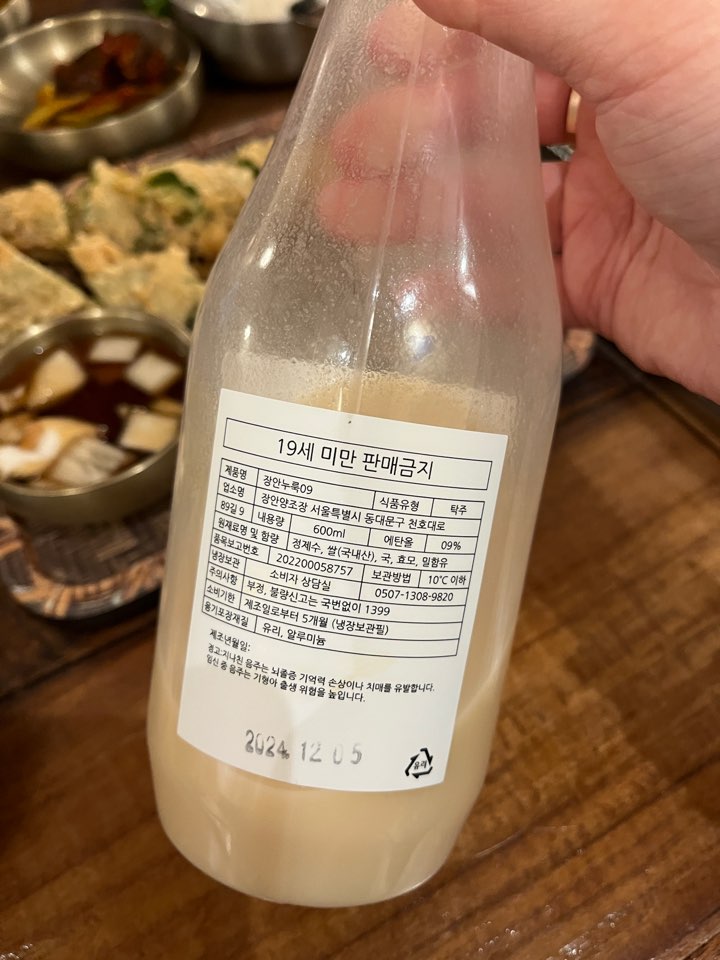 19세 미만 판매금지
제품명 장안누룩09 식품유형 탁주
업소명 장안양조장 서울특별시 동대문구 천호대로
89길 9 내용량 600ml 에탄올 09%
원재료명 및 함량 정제수, 쌀(국내산), 국, 효모, 밀함유
품목보고번호 202200058757 보관방법 10℃ 이하
냉장보관 소비자 상담실 0507-1308-9820
주의사항 부정, 불량신고는 국번없이 1399
소비기한 제조일로부터 5개월 (냉장보관필)
용기포장재질 유리, 알루미늄
제조년월일:
경고:지나친 음주는 뇌졸증 기억력 손상이나 치매를 유발합니다.
임신 중 음주는 기형아 출생 위험을 높입니다.
2024 12 05
유리